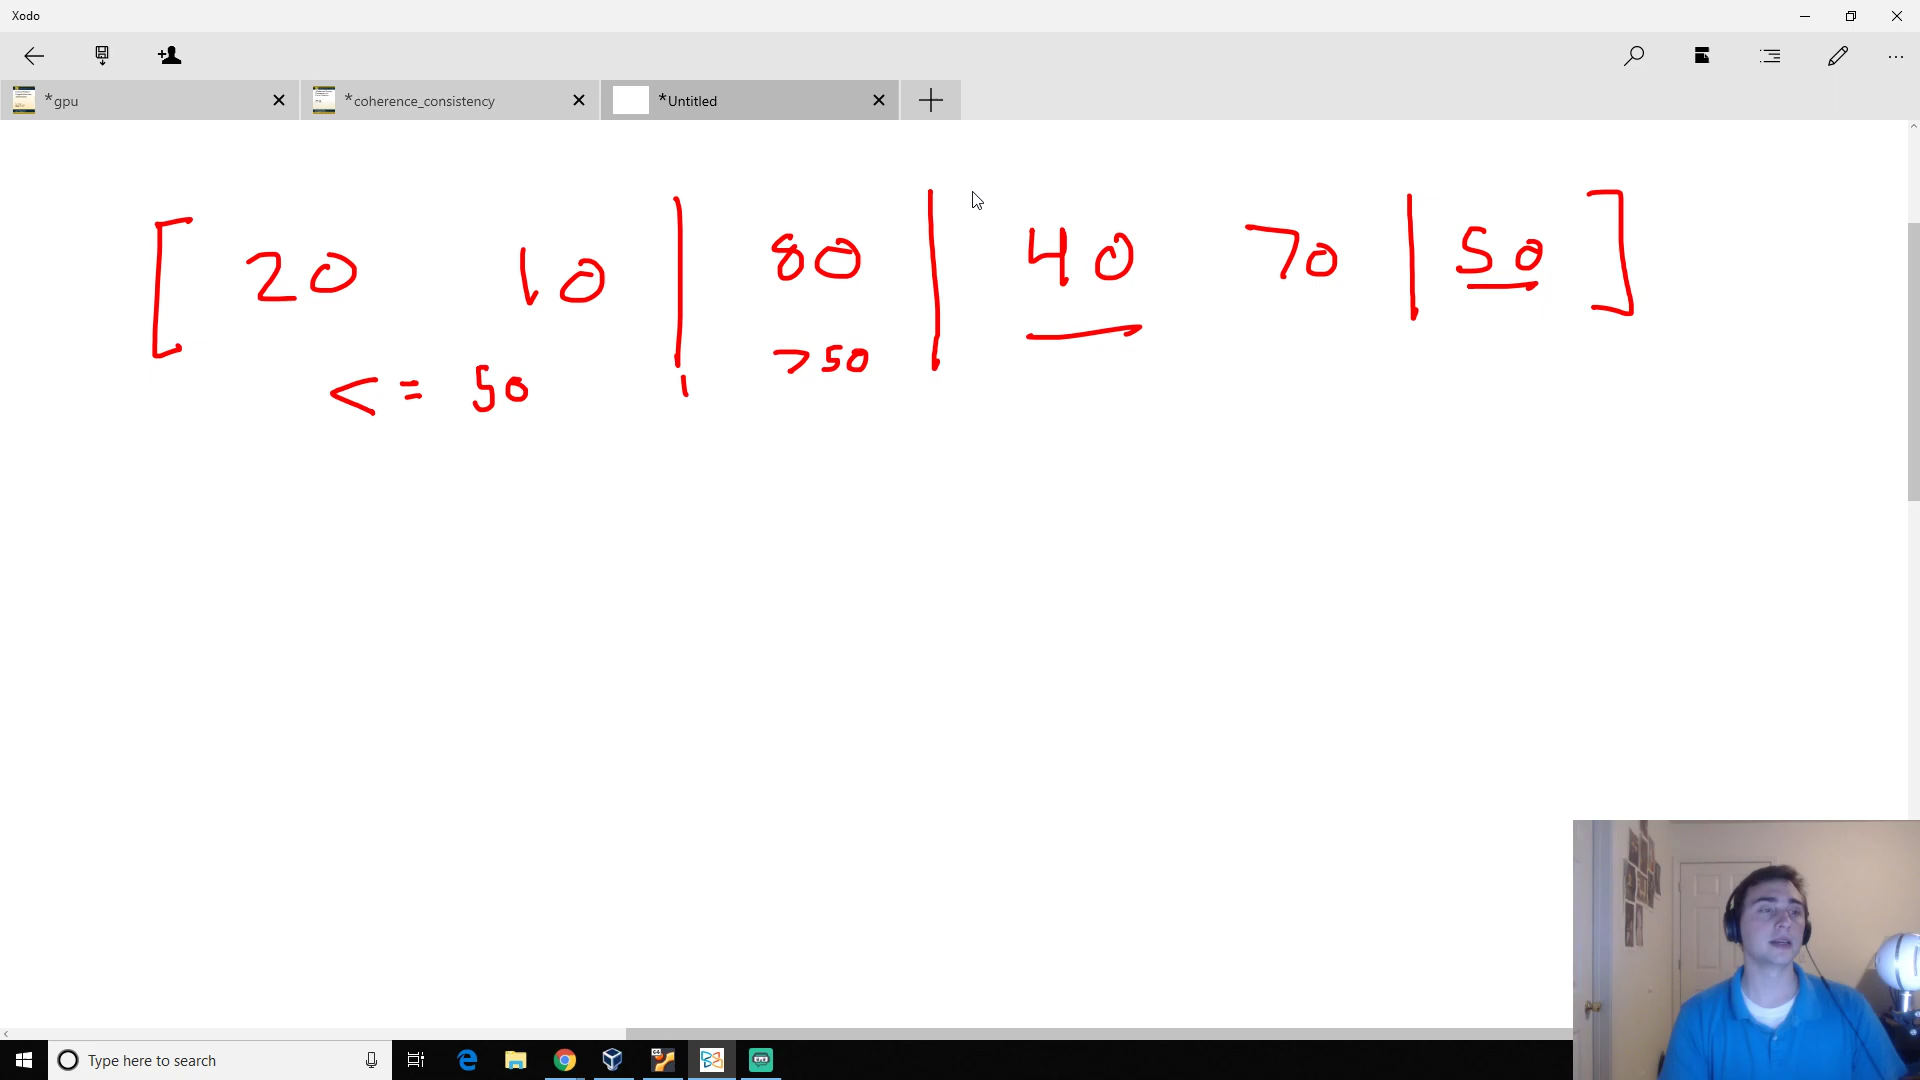 Xodo
*gpu
*coherence_consistency
*Untitled
[ 20 10 | 80 | 40 70 | 50 ]
<= 50
>50
Type here to search